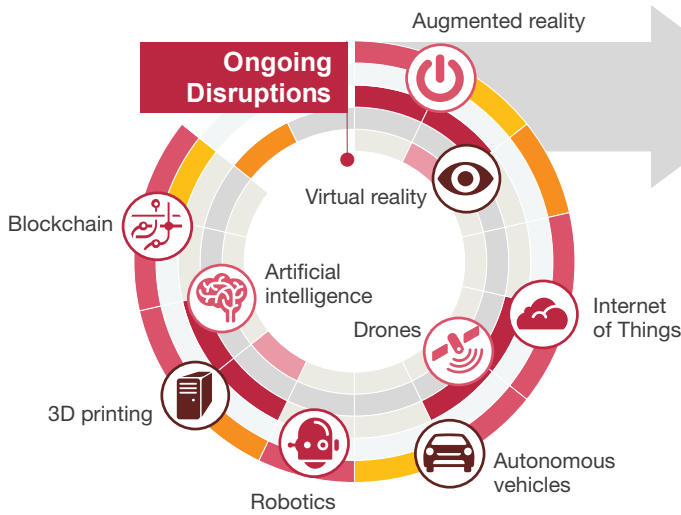 Augmented reality
Ongoing
Disruptions
Virtual reality
Blockchain
Artificial
intelligence
Internet
of Things
Drones
3D printing
Autonomous
vehicles
Robotics